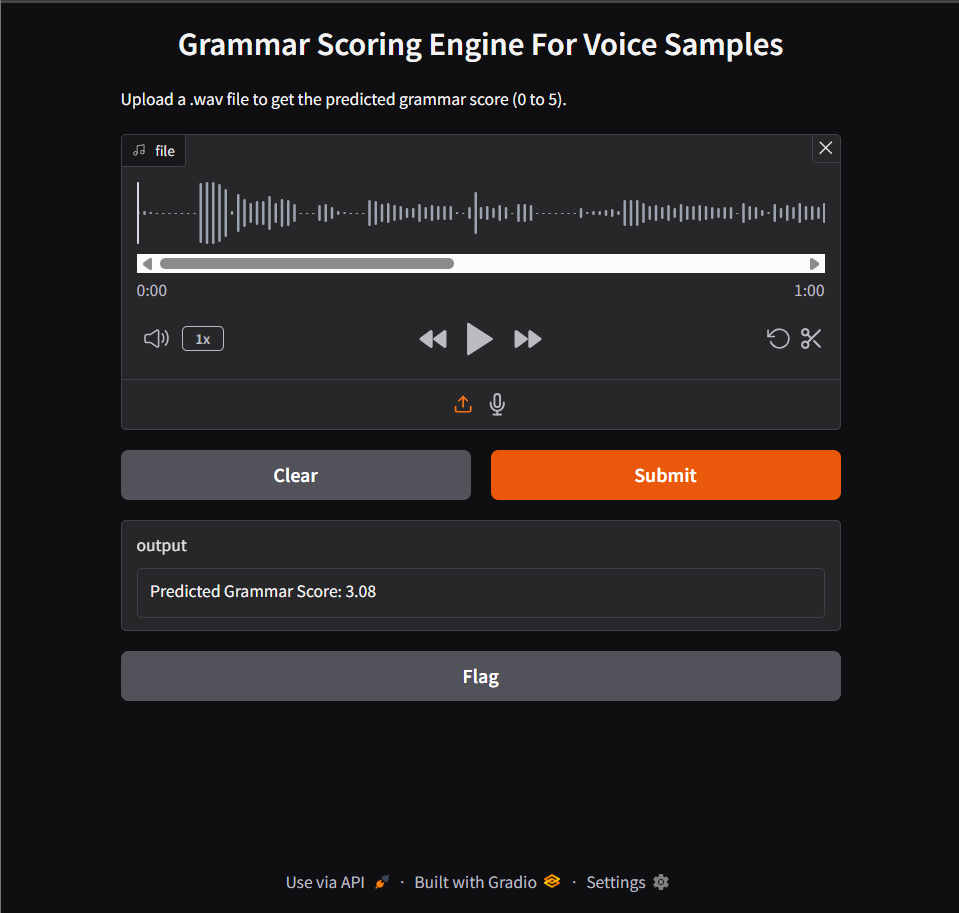 Grammar Scoring Engine For Voice Samples
Upload a .wav file to get the predicted grammar score (0 to 5).
file
0:00 1:00
1x
Clear Submit
output
Predicted Grammar Score: 3.08
Flag
Use via API · Built with Gradio · Settings